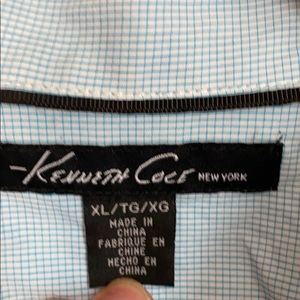 Kenneth Cole NEW YORK
XL/TG/XG
MADE IN
CHINA
FABRIQUE EN
CHINE
HECHO EN
CHINA